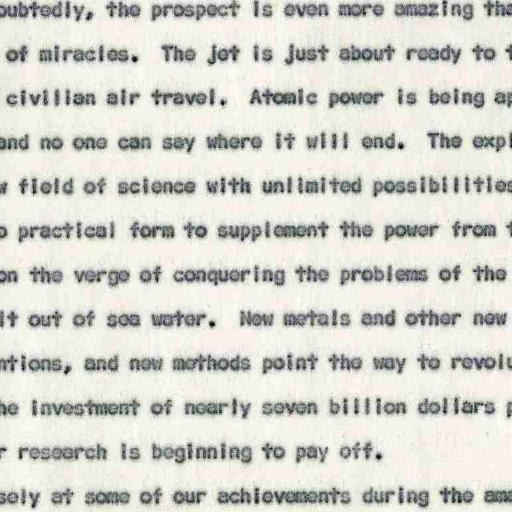 oubtedly, the prospect is even more amazing tha
of miracles.  The jet is just about ready to t
civilian air travel.  Atomic power is being ap
and no one can say where it will end.  The expl
w field of science with unlimited possibilities
o practical form to supplement the power from t
on the verge of conquering the problems of the
lt out of sea water.  New metals and other new
ntions, and new methods point the way to revolu
he investment of nearly seven billion dollars p
r research is beginning to pay off.
sely at some of our achievements during the ama